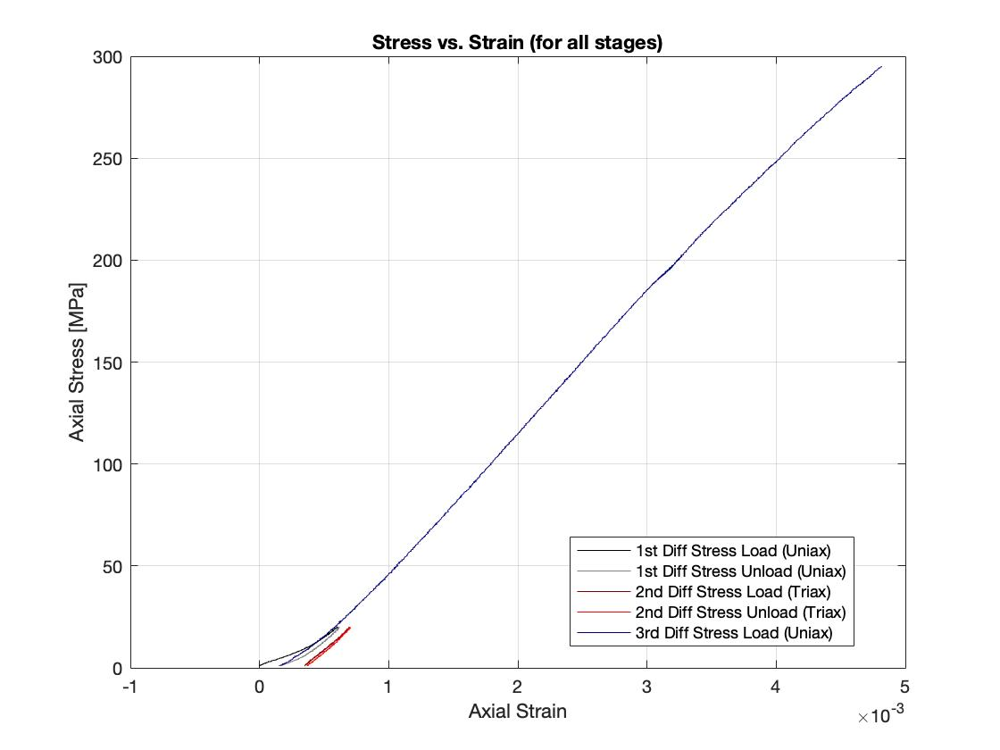 Stress vs. Strain (for all stages)
300
250
200
150
100
50
0
Axial Stress [MPa]
1st Diff Stress Load (Uniax)
1st Diff Stress Unload (Uniax)
2nd Diff Stress Load (Triax)
2nd Diff Stress Unload (Triax)
3rd Diff Stress Load (Uniax)
-1 0 1 2 3 4 5
Axial Strain
×10⁻³